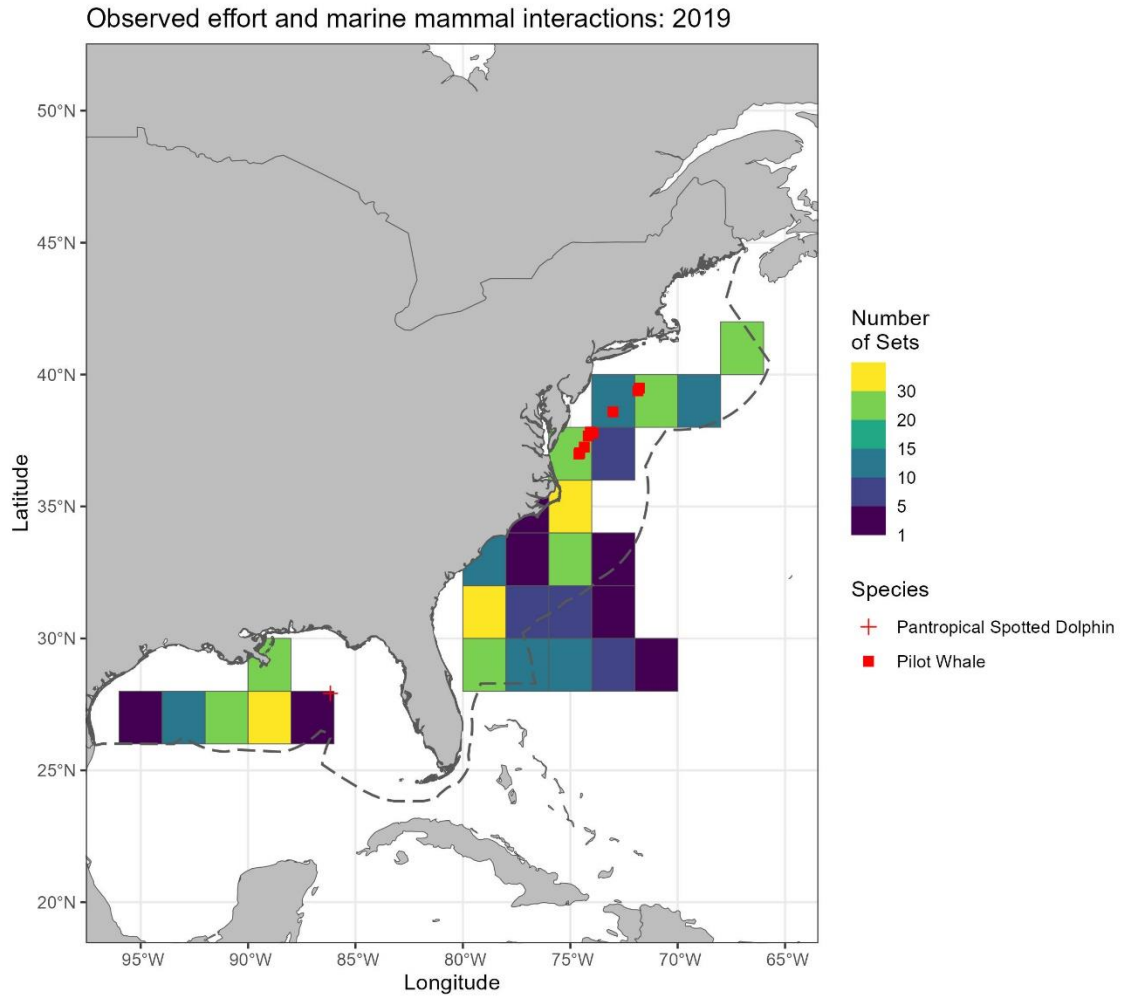 Observed effort and marine mammal interactions: 2019
50°N
45°N
40°N
35°N
30°N
25°N
20°N
Latitude
95°W
90°W
85°W
80°W
75°W
70°W
65°W
Longitude
Number
of Sets
30
20
15
10
5
1
Species
Pantropical Spotted Dolphin
Pilot Whale